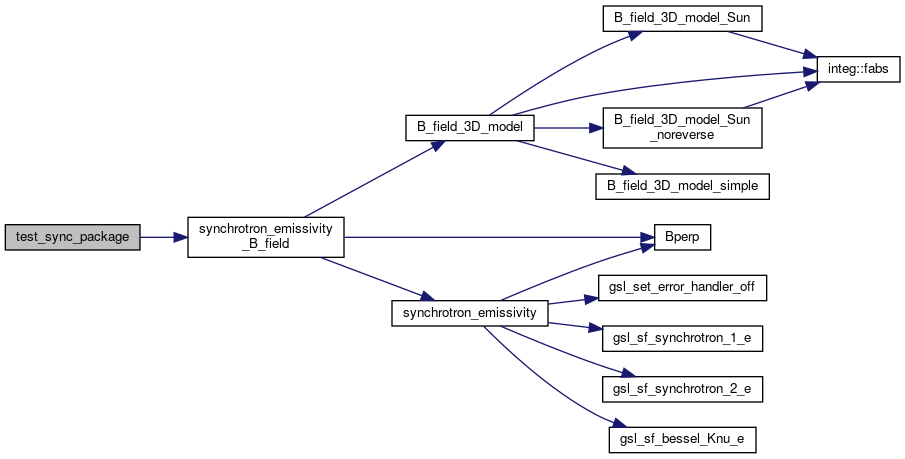 B_field_3D_model_Sun
integ::fabs
B_field_3D_model
B_field_3D_model_Sun
_noreverse
B_field_3D_model_simple
test_sync_package
synchrotron_emissivity
_B_field
Bperp
gsl_set_error_handler_off
synchrotron_emissivity
gsl_sf_synchrotron_1_e
gsl_sf_synchrotron_2_e
gsl_sf_bessel_Knu_e